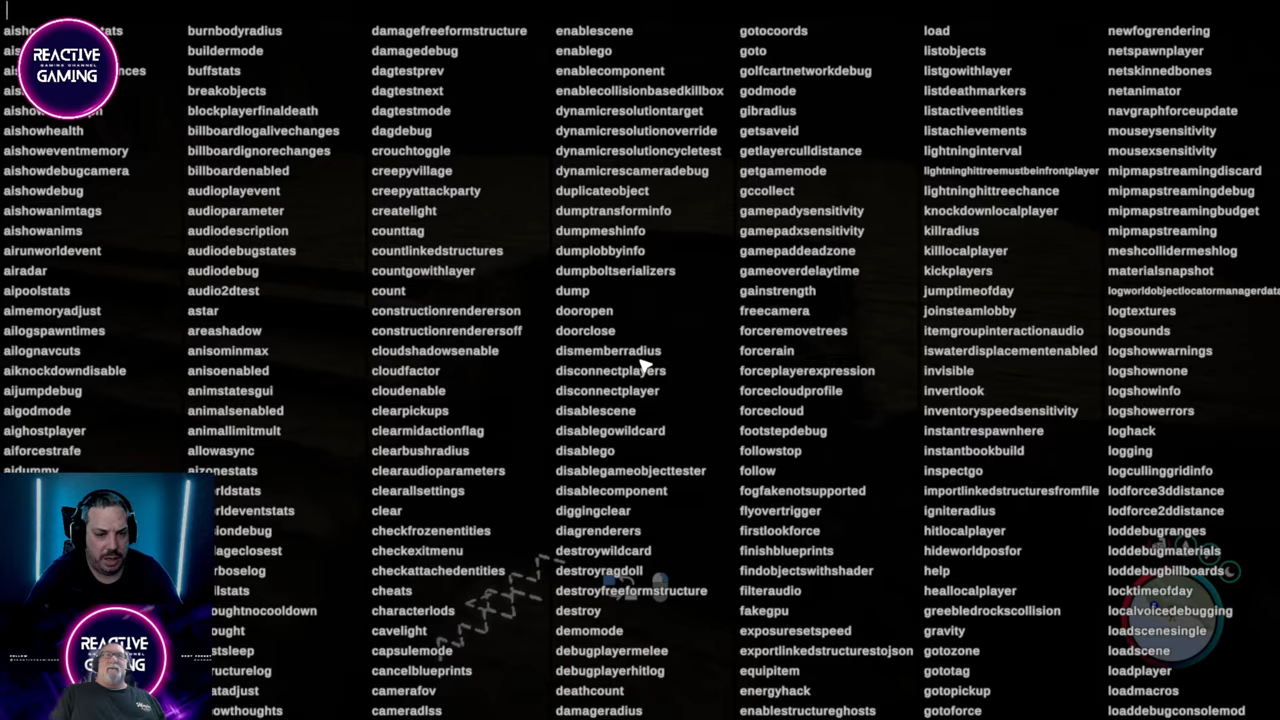 REACTIVE
GAMING CHANNEL
GAMING
aishowhealth
aishoweventmemory
aishowdebugcamera
aishowdebug
aishowanimtags
aishowanims
airunworldevent
airadar
aipoolstats
aimemoryadjust
ailogspawntimes
ailognavcuts
aiknockdowndisable
aijumpdebug
aigodmode
aighostplayer
aiforcestrafe
aidummy
burnbodyradius
buildermode
buffstats
breakobjects
blockplayerfinaldeath
billboardlogalivechanges
billboardignorechanges
billboardenabled
audioplayevent
audioparameter
audiodescription
audiodebugstates
audiodebug
audio2dtest
astar
areashadow
anisominmax
anisoenabled
animstatesgui
animalsenabled
animallimitmult
allowasync
aizonestats
damagefreeformstructure
damagedebug
dagtestprev
dagtestnext
dagtestmode
dagdebug
crouchtoggle
creepyvillage
creepyattackparty
createlight
counttag
countlinkedstructures
countgowithlayer
count
constructionrendererson
constructionrenderersoff
cloudshadowsenable
cloudfactor
cloudenable
clearpickups
clearmidactionflag
clearbushradius
clearaudioparameters
clearallsettings
clear
checkfrozenentities
checkexitmenu
checkattachedentities
cheats
characterlods
cavelight
capsulemode
cancelblueprints
camerafov
enablescene
enablego
enablecomponent
enablecollisionbasedkillbox
dynamicresolutiontarget
dynamicresolutionoverride
dynamicresolutioncycletest
dynamicrescameradebug
duplicateobject
dumptransforminfo
dumpmeshinfo
dumplobbyinfo
dumpboltserializers
dump
dooropen
doorclose
dismemberradius
disconnectplayers
disconnectplayer
disablescene
disablegowildcard
disablego
disablegameobjecttester
disablecomponent
diggingclear
diagrenderers
destroywildcard
destroyragdoll
destroyfreeformstructure
destroy
demomode
debugplayermelee
debugplayerhitlog
deathcount
damageradius
gotocoords
goto
golfcartnetworkdebug
godmode
gibradius
getsaveid
getlayerculldistance
getgamemode
gccollect
gamepadysensitivity
gamepadxsensitivity
gamepaddeadzone
gameoverdelaytime
gainstrength
freecamera
forceremovetrees
forcerain
forceplayerexpression
forcecloudprofile
forcecloud
footstepdebug
followstop
follow
fogfakenotsupported
flyovertrigger
firstlookforce
finishblueprints
findobjectswithshader
filteraudio
fakegpu
exposuresetspeed
exportlinkedstructurestojson
equipitem
energyhack
enablestructureghosts
load
listobjects
listgowithlayer
listdeathmarkers
listactiveentities
listachievements
lightninginterval
lightninghittreemustbeinfrontplayer
lightninghittreechance
knockdownlocalplayer
killradius
killlocalplayer
kickplayers
jumptimeofday
joinsteamlobby
itemgroupinteractionaudio
iswaterdisplacementenabled
invisible
invertlook
inventoryspeedsensitivity
instantrespawnhere
instantbookbuild
inspectgo
importlinkedstructuresfromfile
igniteradius
hitlocalplayer
hideworldposfor
help
heallocalplayer
greebledrockscollision
gravity
gotozone
gototag
gotopickup
gotoforce
newfogrendering
netspawnplayer
netskinnedbones
netanimator
navgraphforceupdate
mouseysensitivity
mousexsensitivity
mipmapstreamingdiscard
mipmapstreamingdebug
mipmapstreamingbudget
mipmapstreaming
meshcollidermeshlog
materialsnapshot
logworldobjectlocatormanagerdata
logtextures
logsounds
logshowwarnings
logshownone
logshowinfo
logshowerrors
loghack
logging
logcullinggridinfo
lodforce3ddistance
lodforce2ddistance
loddebugranges
loddebugmaterials
loddebugbillboards
locktimeofday
localvoicedebugging
loadscenesingle
loadscene
loadplayer
loadmacros
loaddebugconsolemod
REACTIVE
GAMING